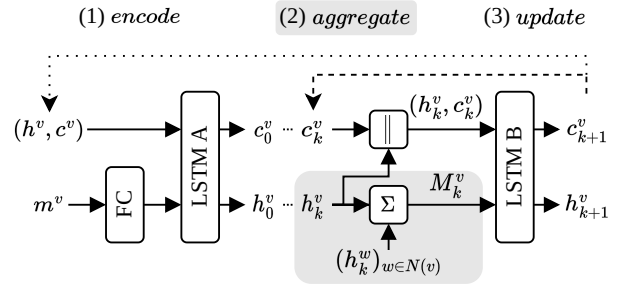 (1) encode (2) aggregate (3) update
(h^v, c^v) LSTM A c_0^v ··· c_k^v || (h_k^v, c_k^v) LSTM B c_{k+1}^v
m^v FC h_0^v ··· h_k^v Σ M_k^v h_{k+1}^v
(h_k^w)_{w∈N(v)}